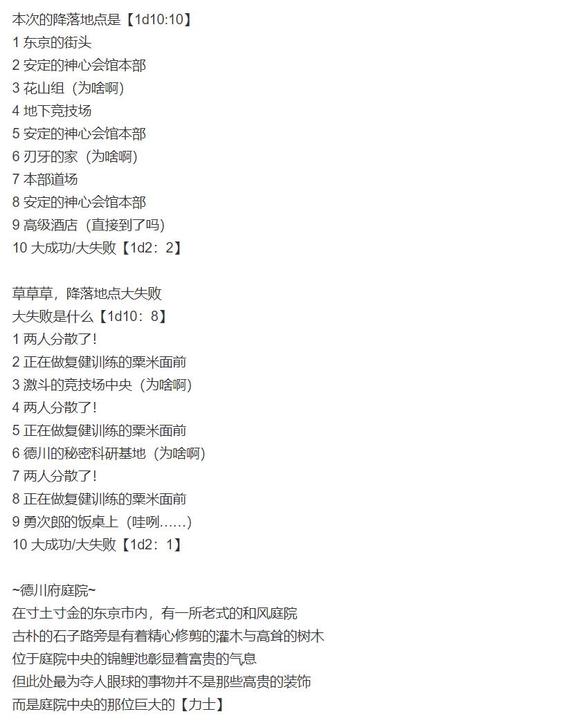 本次的降落地点是【1d10:10】
1 东京的街头
2 安定的神心会馆本部
3 花山组（为啥啊）
4 地下竞技场
5 安定的神心会馆本部
6 刃牙的家（为啥啊）
7 本部道场
8 安定的神心会馆本部
9 高级酒店（直接到了吗）
10 大成功/大失败【1d2：2】
草草草，降落地点大失败
大失败是什么【1d10：8】
1 两人分散了！
2 正在做复健训练的粟米面前
3 激斗的竞技场中央（为啥啊）
4 两人分散了！
5 正在做复健训练的粟米面前
6 德川的秘密科研基地（为啥啊）
7 两人分散了！
8 正在做复健训练的粟米面前
9 勇次郎的饭桌上（哇咧……）
10 大成功/大失败【1d2：1】
~德川府庭院~
在寸土寸金的东京市内，有一所老式的和风庭院
古朴的石子路旁是有着精心修剪的灌木与高耸的树木
位于庭院中央的锦鲤池彰显着富贵的气息
但此处最为夺人眼球的事物并不是那些高贵的装饰
而是庭院中央的那位巨大的【力士】